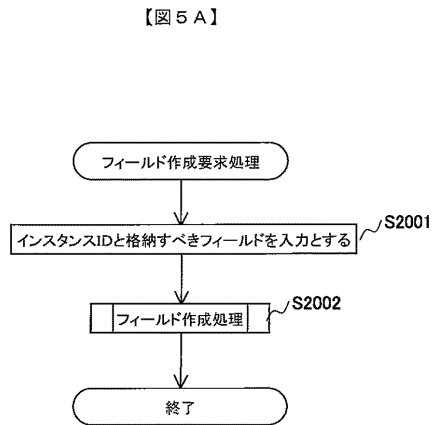 【図５Ａ】
フィールド作成要求処理
インスタンスIDと格納すべきフィールドを入力とする
S2001
フィールド作成処理
S2002
終了